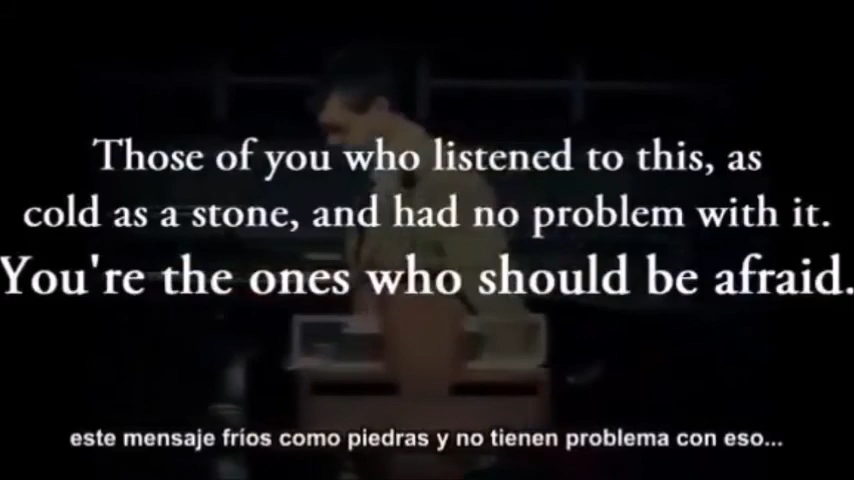 Those of you who listened to this, as
cold as a stone, and had no problem with it.
You're the ones who should be afraid.
este mensaje fríos como piedras y no tienen problema con eso...